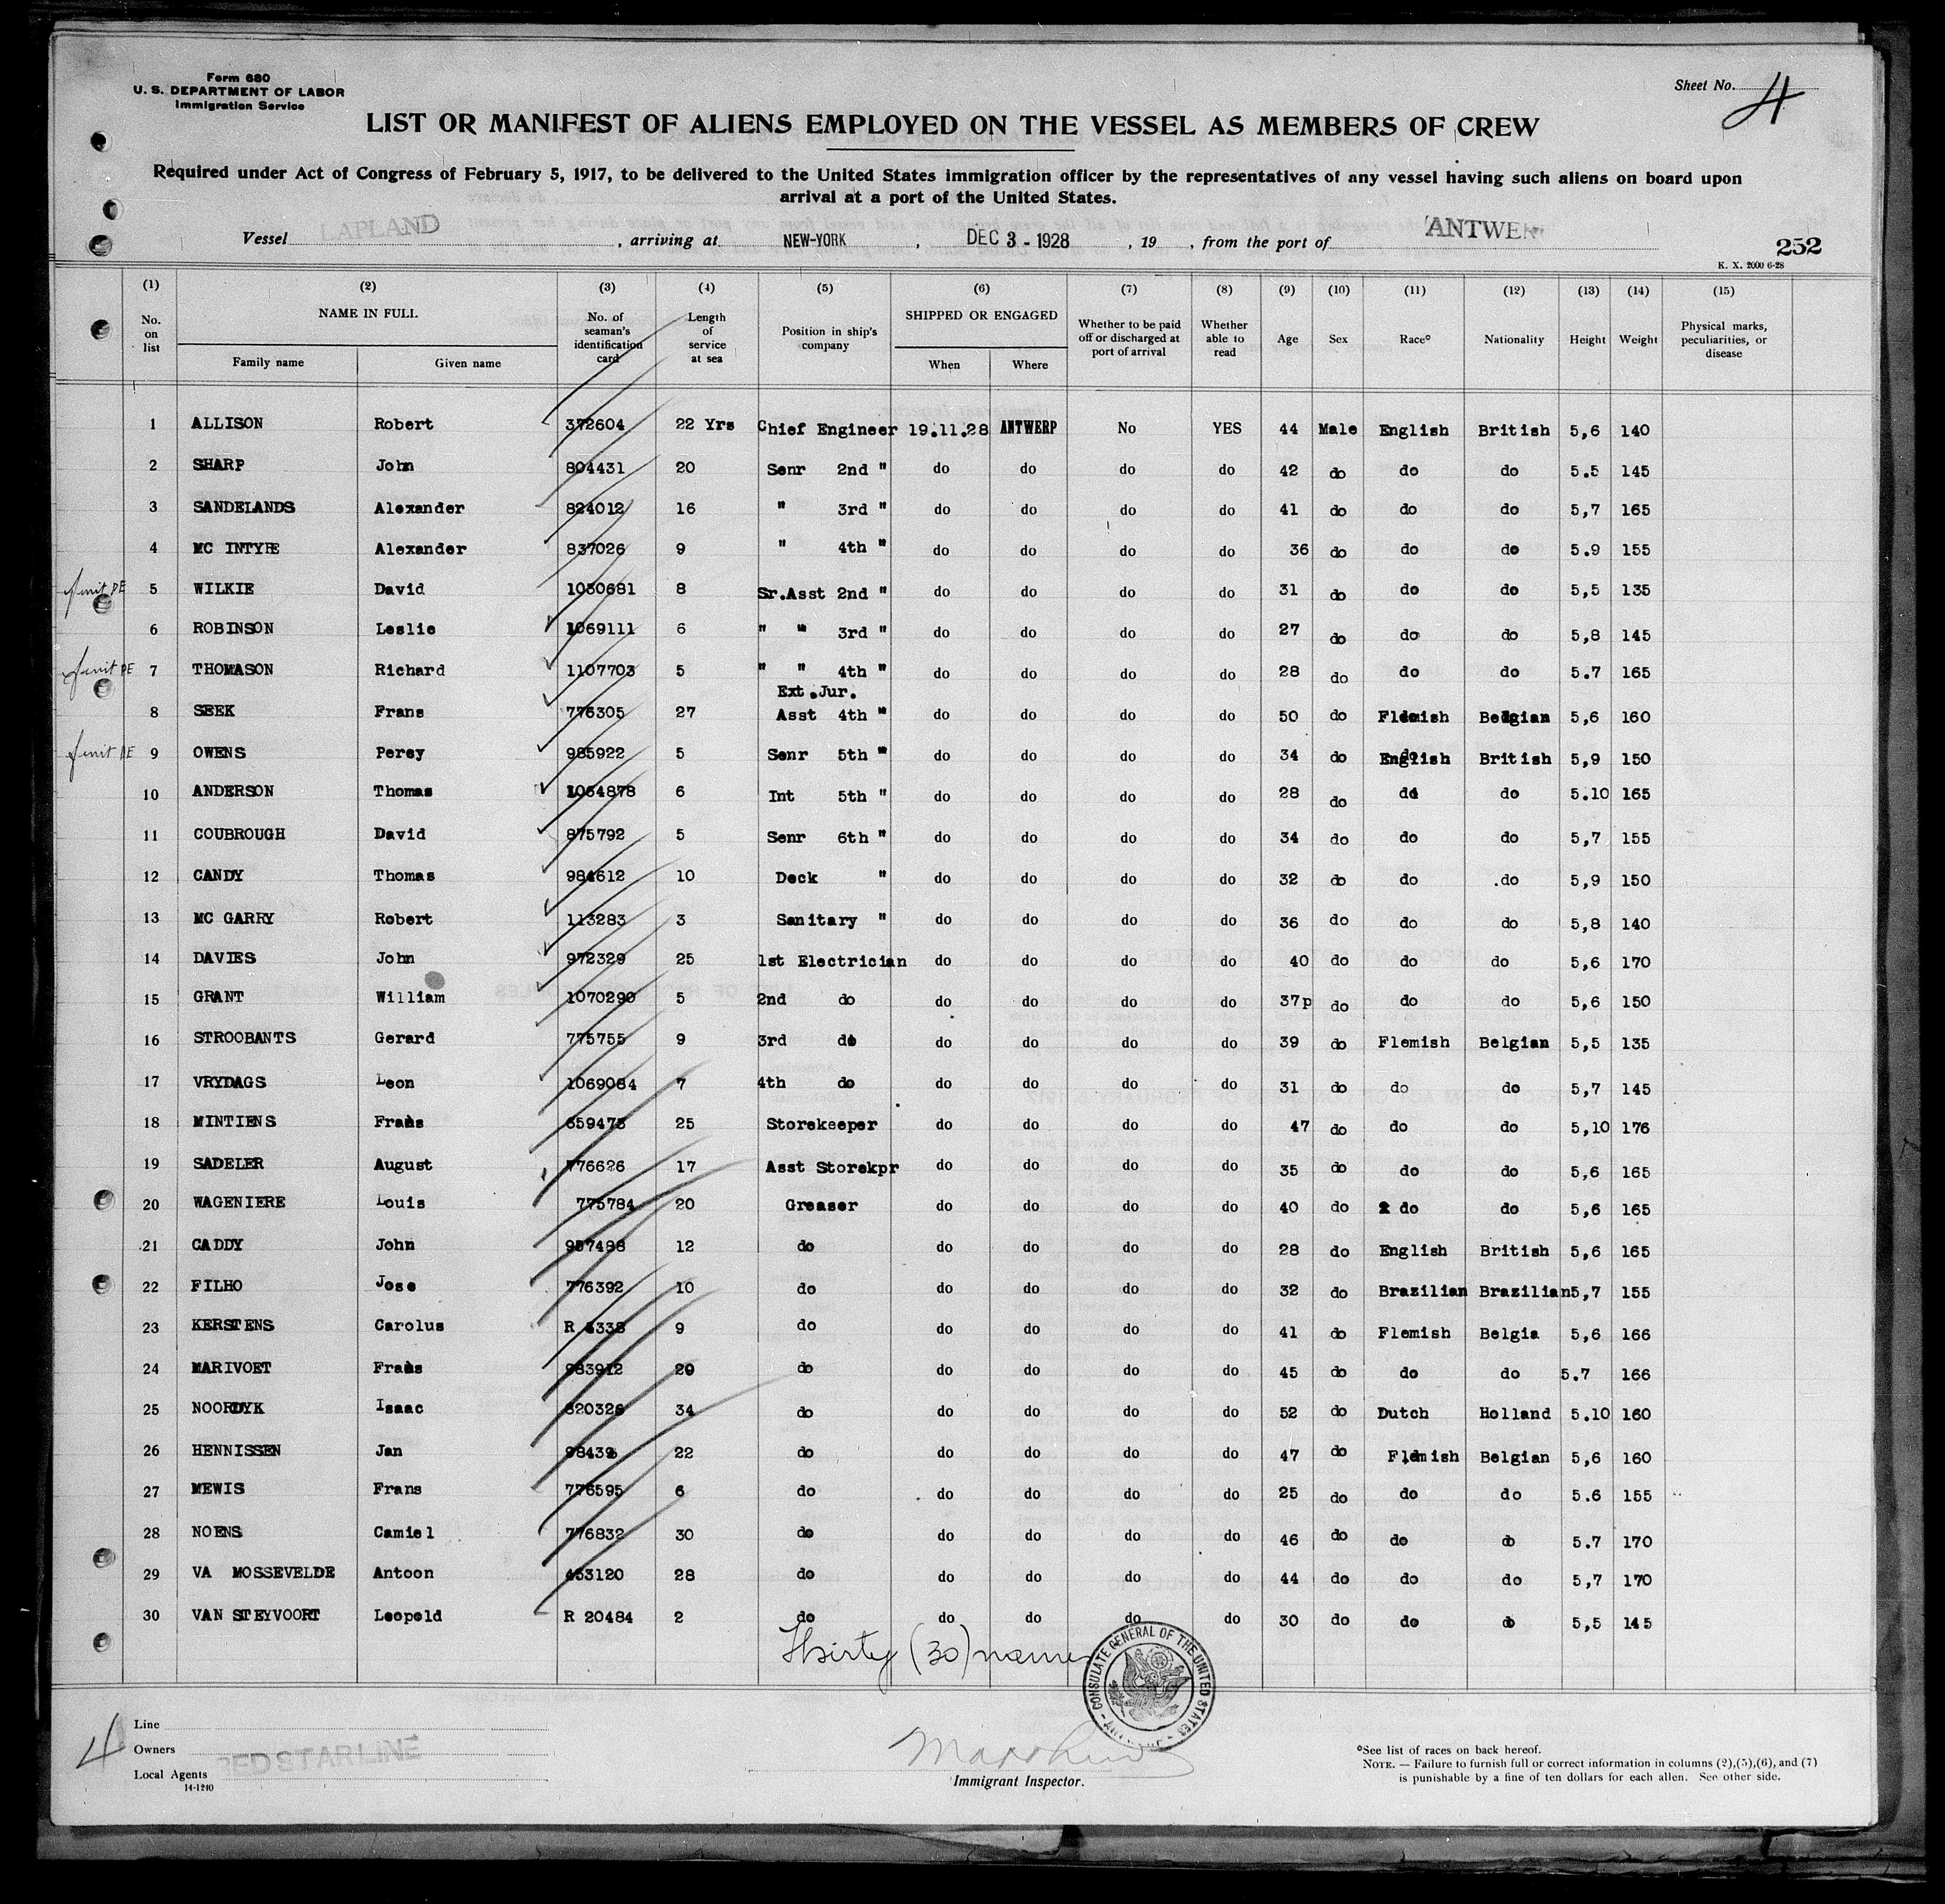 Form 680
U. S. DEPARTMENT OF LABOR
Immigration Service
Sheet No. 4
LIST OR MANIFEST OF ALIENS EMPLOYED ON THE VESSEL AS MEMBERS OF CREW
Required under Act of Congress of February 5, 1917, to be delivered to the United States immigration officer by the representatives of any vessel having such aliens on board upon
arrival at a port of the United States.
Vessel LAPLAND, arriving at NEW-YORK, DEC 3 - 1928, 19 , from the port of ANTWER
252
K. X. 2000 6-28
(1) (2) (3) (4) (5) (6) (7) (8) (9) (10) (11) (12) (13) (14) (15)
No. on list NAME IN FULL Family name Given name No. of seaman's identification card Length of service at sea Position in ship's company SHIPPED OR ENGAGED When Where Whether to be paid off or discharged at port of arrival Whether able to read Age Sex Race° Nationality Height Weight Physical marks, peculiarities, or disease
1 ALLISON Robert 372604 22 Yrs Chief Engineer 19.11.28 ANTWERP No YES 44 Male English British 5,6 140
2 SHARP John 804431 20 Senr 2nd " do do do do 42 do do do 5.5 145
3 SANDELANDS Alexander 824012 16 " 3rd " do do do do 41 do do do 5,7 165
4 MC INTYRE Alexander 837026 9 " 4th " do do do do 36 do do do 5.9 155
5 WILKIE David 1030681 8 Sr.Asst 2nd " do do do do 31 do do do 5,5 135
6 ROBINSON Leslie 1069111 6 " " 3rd " do do do do 27 do do do 5,8 145
7 THOMASON Richard 1107703 5 " " 4th " do do do do 28 do do do 5.7 165
Ext.Jur.
8 SEEK Frans 776305 27 Asst 4th " do do do do 50 do Flemish Belgian 5,6 160
9 OWENS Percy 985922 5 Senr 5th " do do do do 34 do English British 5,9 150
10 ANDERSON Thomas 1064878 6 Int 5th " do do do do 28 do do do 5.10 165
11 COUBROUGH David 875792 5 Senr 6th " do do do do 34 do do do 5,7 155
12 CANDY Thomas 984612 10 Deck " do do do do 32 do do .do 5,9 150
13 MC GARRY Robert 113283 3 Sanitary " do do do do 36 do do do 5,8 140
14 DAVIES John 972329 25 1st Electrician do do do do 40 do do do 5,6 170
15 GRANT William 1070290 5 2nd do do do do do 37p do do do 5,6 150
16 STROOBANTS Gerard 775755 9 3rd do do do do do 39 do Flemish Belgian 5,5 135
17 VRYDAGS Leon 1069084 7 4th do do do do do 31 do do do 5,7 145
18 MINTIENS Frans 659475 25 Storekeeper do do do do 47 do do do 5,10 176
19 SADELER August 776626 17 Asst Storekpr do do do do 35 do do do 5,6 165
20 WAGENIERE Louis 775784 20 Greaser do do do do 40 do do do 5,6 165
21 CADDY John 957488 12 do do do do do 28 do English British 5,6 165
22 FILHO Jose 776392 10 do do do do do 32 do Brazilian Brazilian 5,7 155
23 KERSTENS Carolus R 4338 9 do do do do do 41 do Flemish Belgia 5,6 166
24 MARIVOET Frans 983912 20 do do do do do 45 do do do 5.7 166
25 NOORDYK Isaac 820326 34 do do do do do 52 do Dutch Holland 5.10 160
26 HENNISSEN Jan 98439 22 do do do do do 47 do Flemish Belgian 5,6 160
27 MEWIS Frans 776595 6 do do do do do 25 do do do 5.6 155
28 NOENS Camiel 776832 30 do do do do do 46 do do do 5.7 170
29 VA MOSSEVELDE Antoon 453120 28 do do do do do 44 do do do 5,7 170
30 VAN STEYVOORT Leopold R 20484 2 do do do do do 30 do do do 5,5 145
Thirty (30) names
CONSULATE GENERAL OF THE UNITED STATES
4
Line
Owners RED STAR LINE
Local Agents
14-1240
Immigrant Inspector.
°See list of races on back hereof.
NOTE. — Failure to furnish full or correct information in columns (2),(5),(6), and (7)
is punishable by a fine of ten dollars for each alien. See other side.